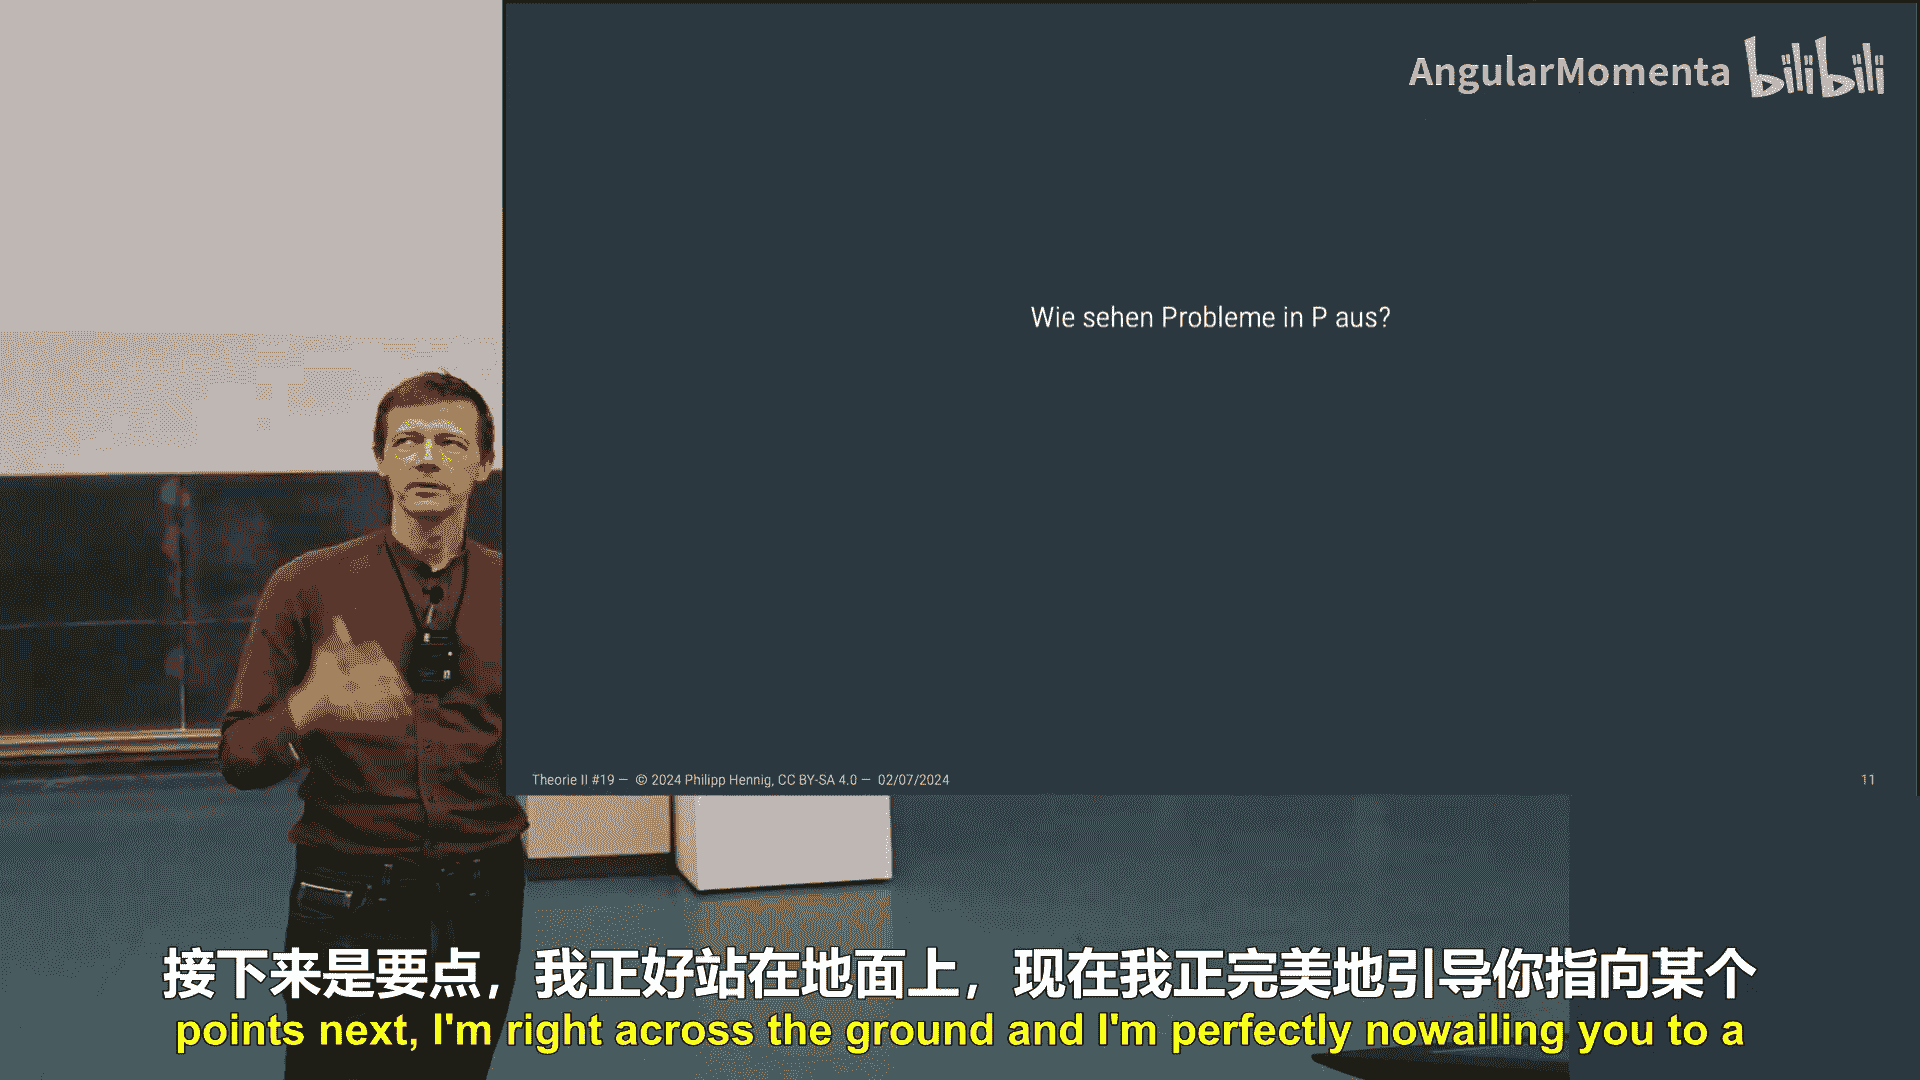 AngularMomenta bilibili
Wie sehen Probleme in P aus?
Theorie II #19 — © 2024 Philipp Hennig, CC BY-SA 4.0 — 02/07/2024
11
接下来是要点，我正好站在地面上，现在我正完美地引导你指向某个
points next, I'm right across the ground and I'm perfectly nowailing you to a